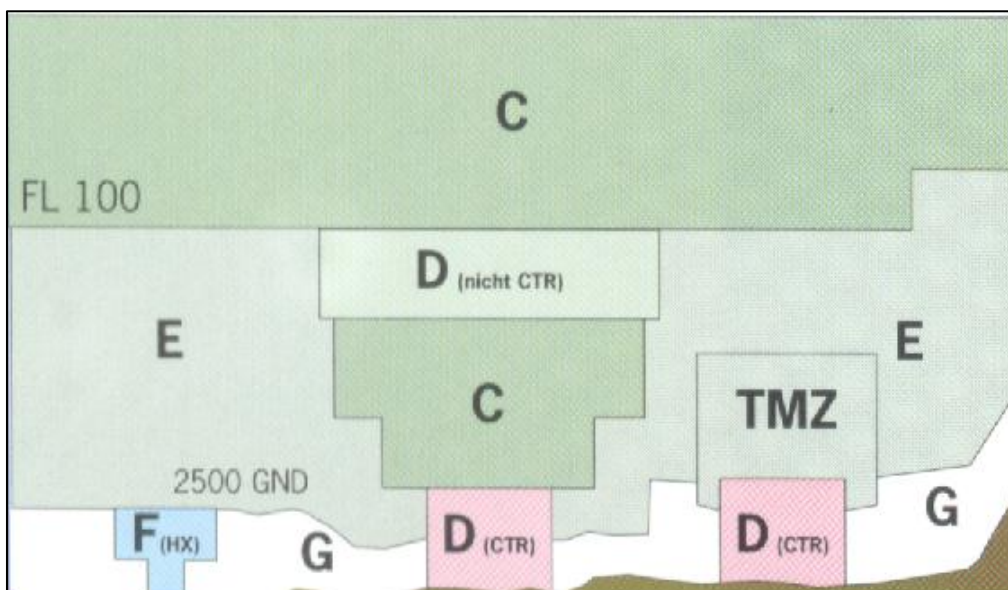 C
FL 100
D (nicht CTR)
E
E
C
TMZ
2500 GND
F (HX)
G
D (CTR)
D (CTR)
G